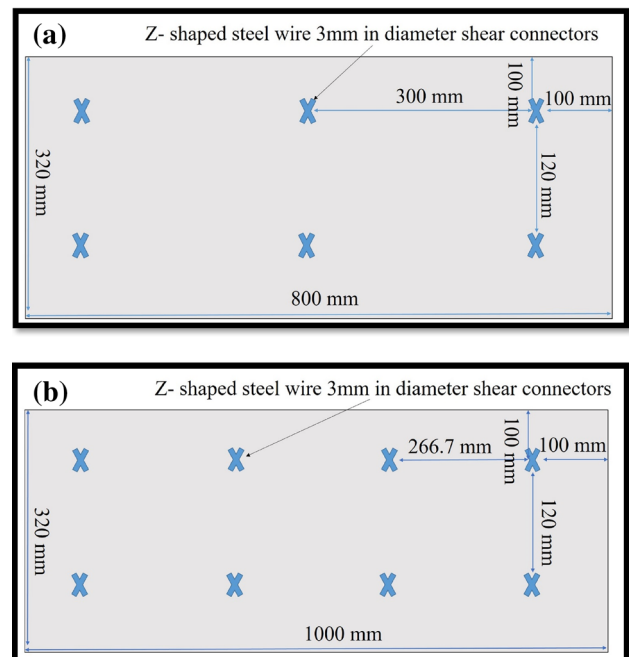 (a)
Z- shaped steel wire 3mm in diameter shear connectors
100 mm
300 mm
100 mm
320 mm
120 mm
800 mm
(b)
Z- shaped steel wire 3mm in diameter shear connectors
100 mm
266.7 mm
100 mm
320 mm
120 mm
1000 mm